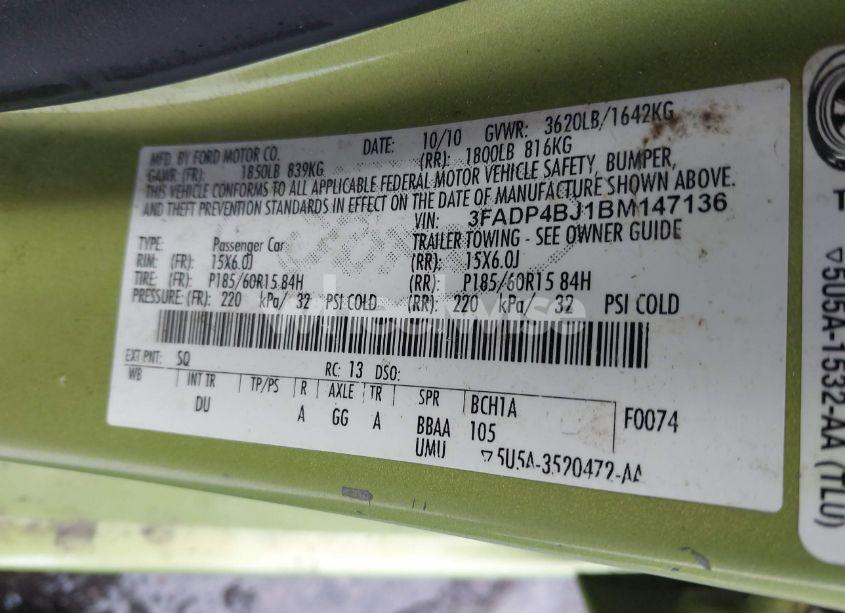 MFD. BY FORD MOTOR CO.
DATE: 10/10 GVWR: 3620LB/1642KG
GAWR: (FR): 1850LB 839KG (RR): 1800LB 816KG
THIS VEHICLE CONFORMS TO ALL APPLICABLE FEDERAL MOTOR VEHICLE SAFETY, BUMPER,
AND THEFT PREVENTION STANDARDS IN EFFECT ON THE DATE OF MANUFACTURE SHOWN ABOVE.
VIN: 3FADP4BJ1BM147136
TYPE: Passenger Car TRAILER TOWING - SEE OWNER GUIDE
RIM: (FR): 15X6.0J (RR): 15X6.0J
TIRE: (FR): P185/60R15 84H (RR): P185/60R15 84H
PRESSURE: (FR): 220 kPa/ 32 PSI COLD (RR): 220 kPa/ 32 PSI COLD
EXT PNT: SQ RC: 13 DSO:
WB INT TR TP/PS R AXLE TR SPR BCH1A F0074
DU A GG A BBAA 105
UMU ▽5U5A-3520472-AA
wheelwise
▽5U5A-1532-AA (TLU)